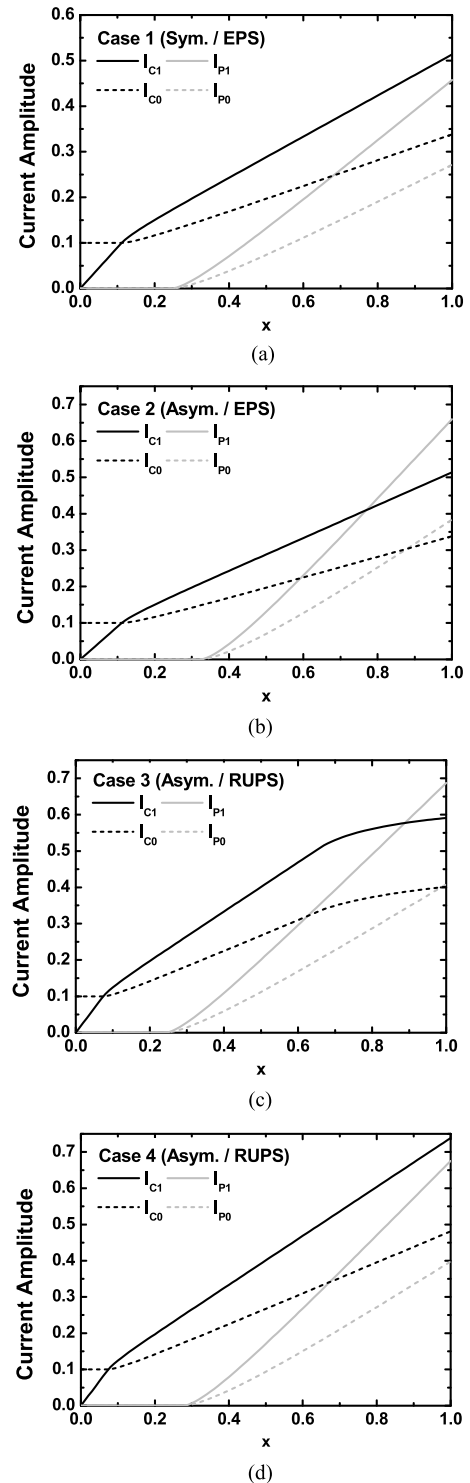 Case 1 (Sym. / EPS)
I_C1 I_P1
I_C0 I_P0
Current Amplitude
0.6
0.5
0.4
0.3
0.2
0.1
0.0
0.0 0.2 0.4 0.6 0.8 1.0
x
(a)
Case 2 (Asym. / EPS)
I_C1 I_P1
I_C0 I_P0
Current Amplitude
0.7
0.6
0.5
0.4
0.3
0.2
0.1
0.0
0.0 0.2 0.4 0.6 0.8 1.0
x
(b)
Case 3 (Asym. / RUPS)
I_C1 I_P1
I_C0 I_P0
Current Amplitude
0.7
0.6
0.5
0.4
0.3
0.2
0.1
0.0
0.0 0.2 0.4 0.6 0.8 1.0
x
(c)
Case 4 (Asym. / RUPS)
I_C1 I_P1
I_C0 I_P0
Current Amplitude
0.7
0.6
0.5
0.4
0.3
0.2
0.1
0.0
0.0 0.2 0.4 0.6 0.8 1.0
x
(d)